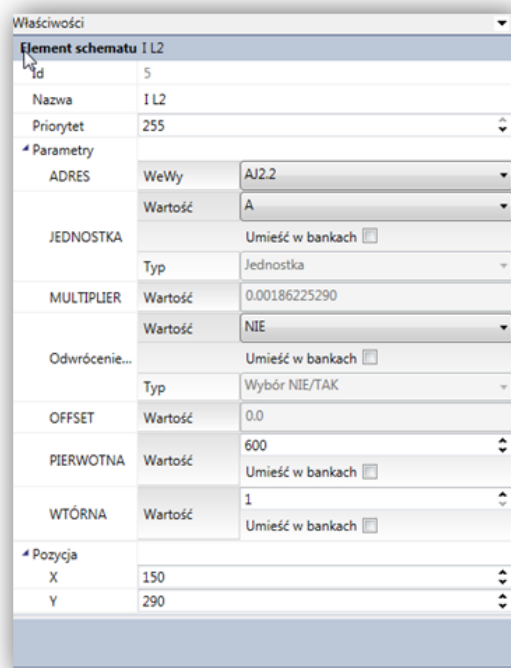 Właściwości
Element schematu I L2
Id 5
Nazwa I L2
Priorytet 255
Parametry
ADRES WeWy AJ2.2
Wartość A
JEDNOSTKA Umieść w bankach
Typ Jednostka
MULTIPLIER Wartość 0.00186225290
Wartość NIE
Odwrócenie... Umieść w bankach
Typ Wybór NIE/TAK
OFFSET Wartość 0.0
PIERWOTNA Wartość 600
Umieść w bankach
WTÓRNA Wartość 1
Umieść w bankach
Pozycja
X 150
Y 290